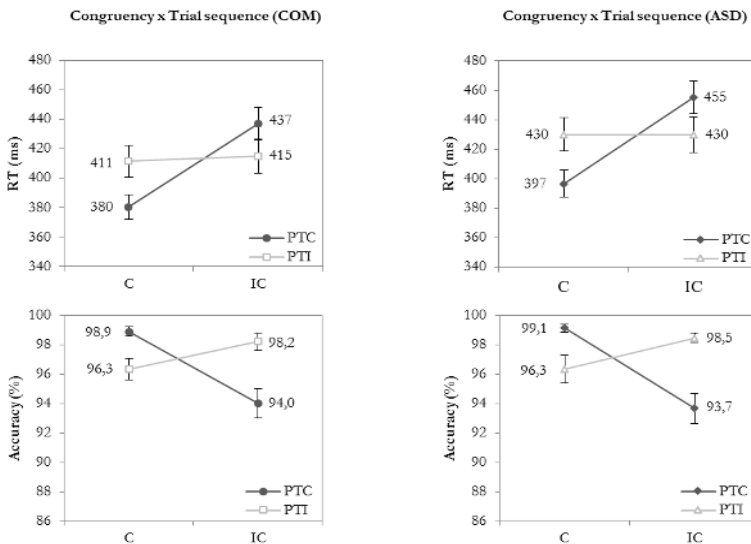 Congruency x Trial sequence (COM)
480
460
440
420
400
380
360
340
RT (ms)
437
411
415
380
PTC
PTI
C
IC
Congruency x Trial sequence (ASD)
480
460
440
420
400
380
360
340
RT (ms)
455
430
430
397
PTC
PTI
C
IC
100
98
96
94
92
90
88
86
Accuracy (%)
98,9
98,2
96,3
94,0
PTC
PTI
C
IC
100
98
96
94
92
90
88
86
Accuracy (%)
99,1
98,5
96,3
93,7
PTC
PTI
C
IC